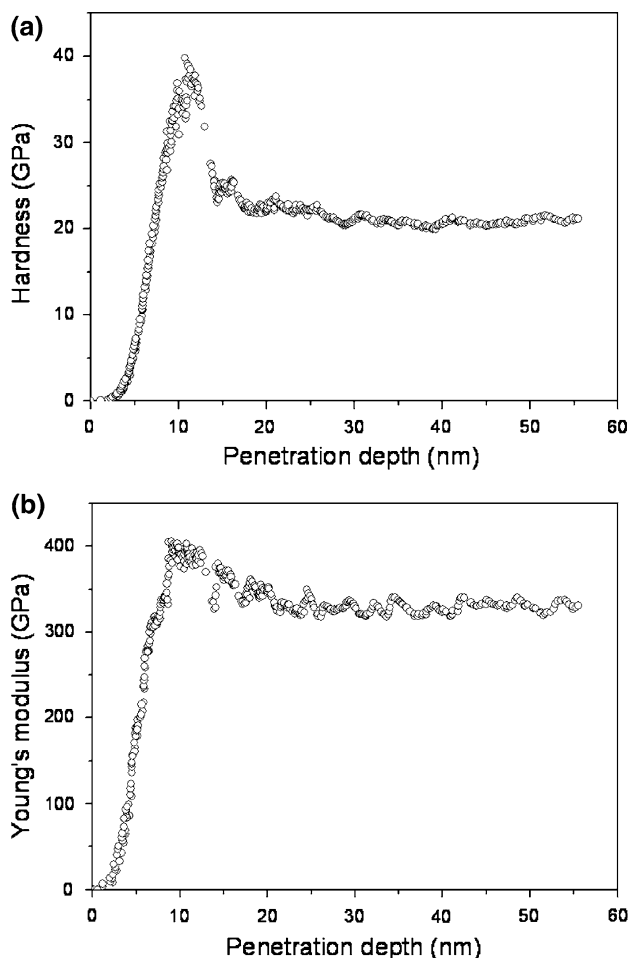 (a)
Hardness (GPa)
40
30
20
10
0
0 10 20 30 40 50 60
Penetration depth (nm)
(b)
Young's modulus (GPa)
400
300
200
100
0
0 10 20 30 40 50 60
Penetration depth (nm)